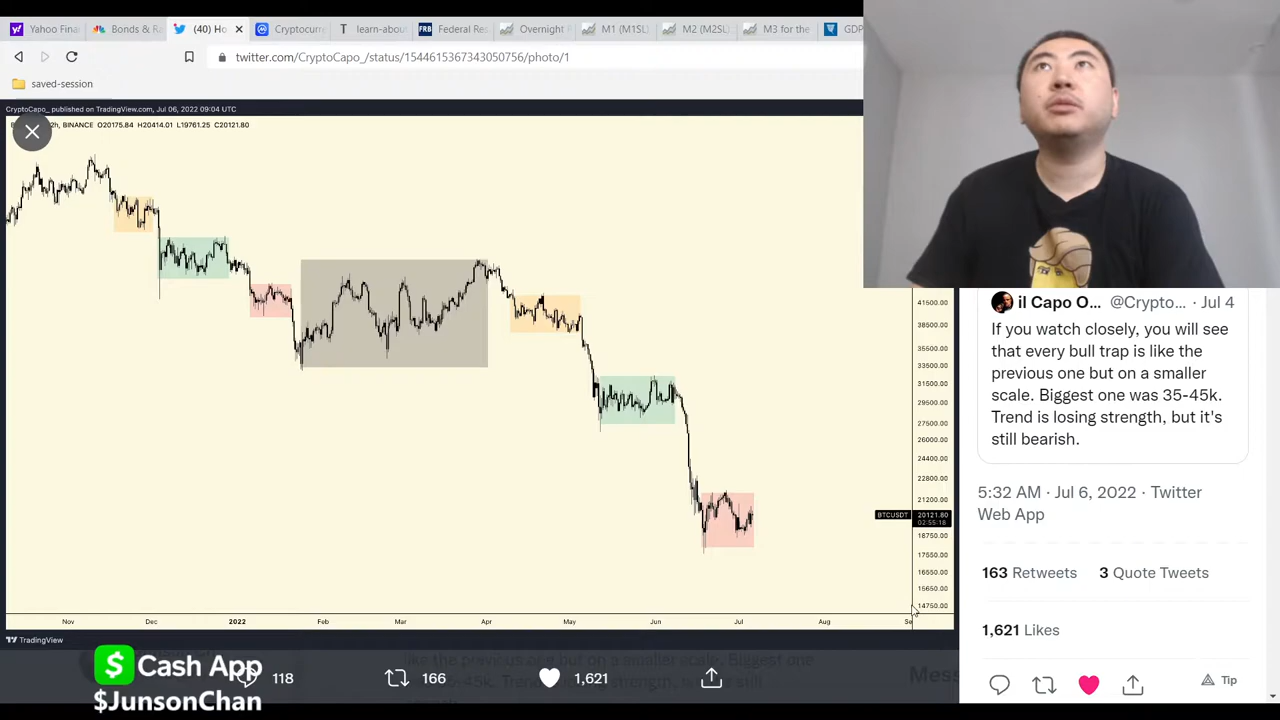 Yahoo Finan
Bonds & R
(40) Ho
Cryptocurr
learn-abou
Federal Res
Overnight
M1 (M1SL)
M2 (M2SL)
M3 for the
GDP
twitter.com/CryptoCapo_/status/1544615367343050756/photo/1
saved-session
CryptoCapo_ published on TradingView.com, Jul 06, 2022 09:04 UTC
2h, BINANCE O20175.84 H20414.01 L19761.25 C20121.80
41500.00
38500.00
35500.00
33500.00
31500.00
29500.00
27500.00
26000.00
24400.00
22800.00
21200.00
BTCUSDT 20121.80
02:55:18
18750.00
17550.00
16550.00
15650.00
14750.00
Nov Dec 2022 Feb Mar Apr May Jun Jul Aug
TradingView
il Capo O... @Crypto... · Jul 4
If you watch closely, you will see
that every bull trap is like the
previous one but on a smaller
scale. Biggest one was 35-45k.
Trend is losing strength, but it's
still bearish.
5:32 AM · Jul 6, 2022 · Twitter
Web App
163 Retweets 3 Quote Tweets
1,621 Likes
Tip
118
166
1,621
$ Cash App
$JunsonChan